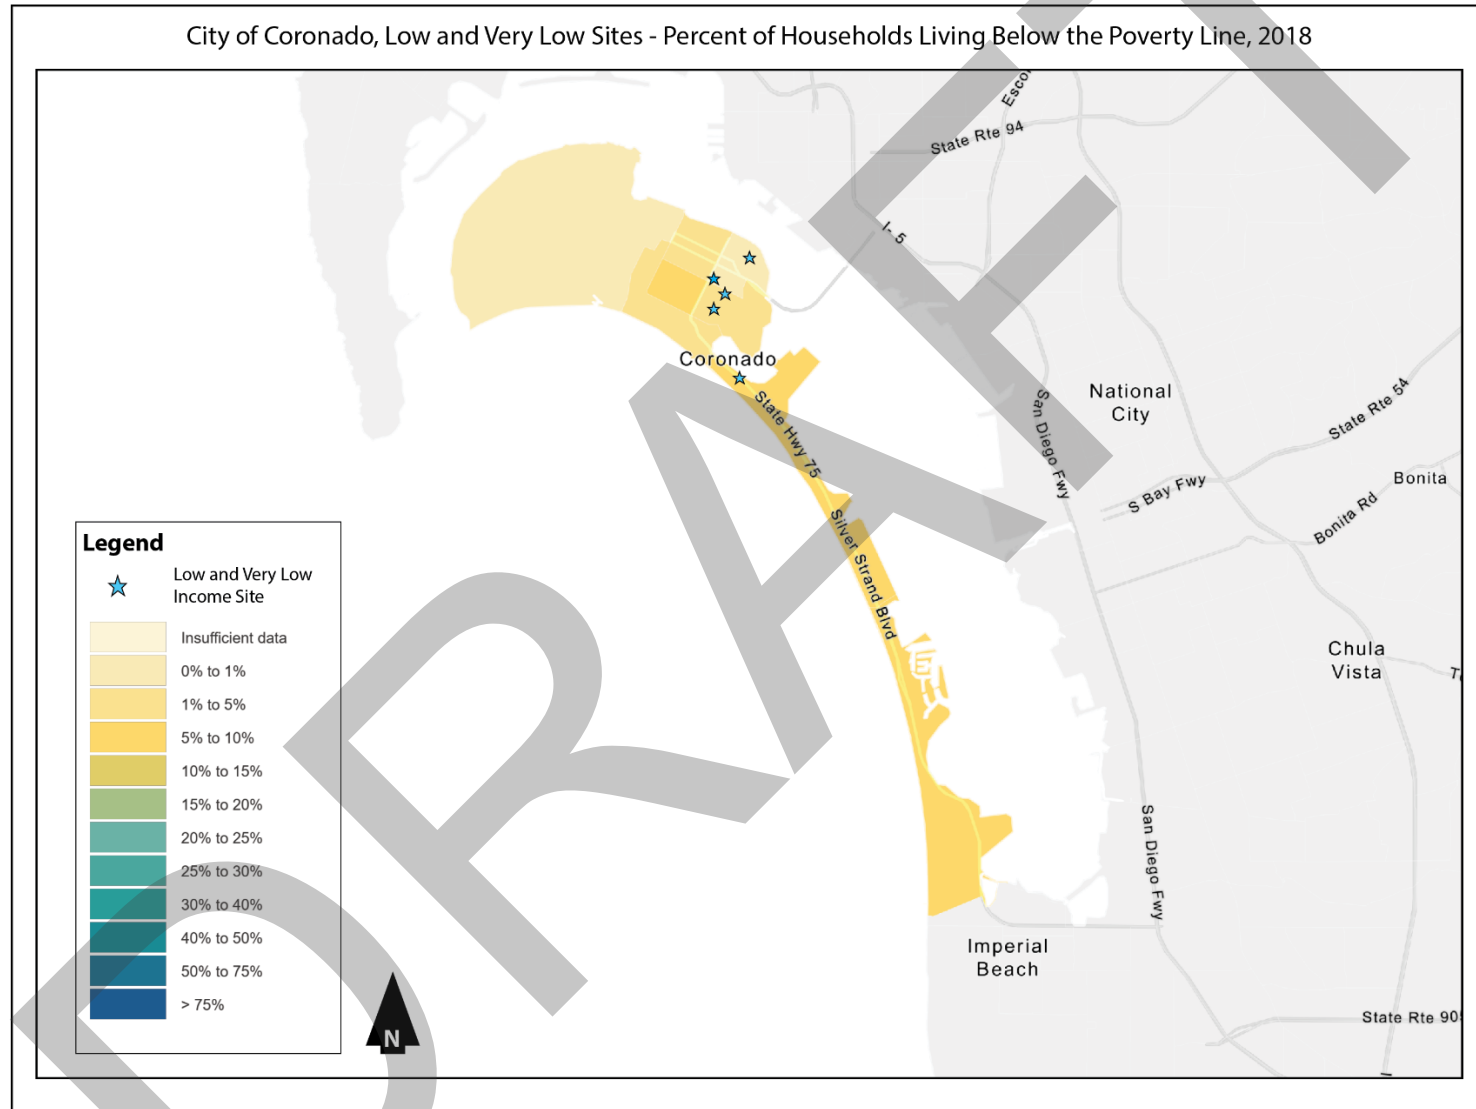 City of Coronado, Low and Very Low Sites - Percent of Households Living Below the Poverty Line, 2018
State Rte 94
I- 5
Coronado
National
City
State Hwy 75
San Diego Fwy
State Rte 54
S Bay Fwy
Bonita
Bonita Rd
Silver Strand Blvd
Chula
Vista
San Diego Fwy
Imperial
Beach
State Rte 905
Legend
Low and Very Low
Income Site
Insufficient data
0% to 1%
1% to 5%
5% to 10%
10% to 15%
15% to 20%
20% to 25%
25% to 30%
30% to 40%
40% to 50%
50% to 75%
> 75%
N
DRAFT